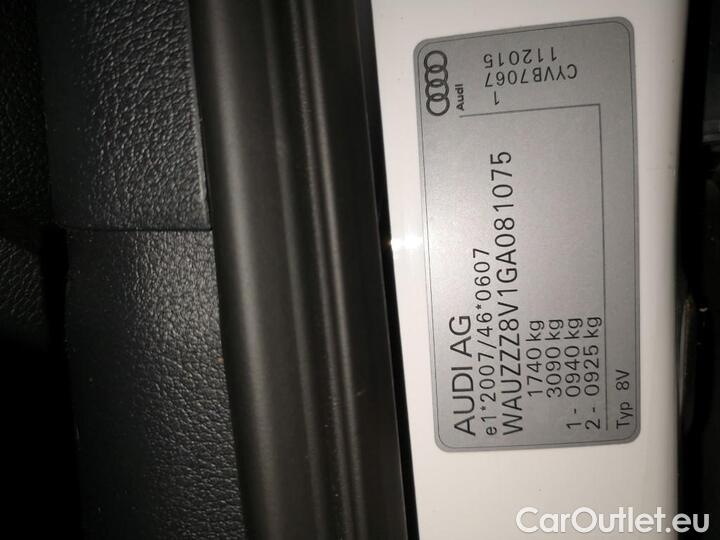 Audi
1
CYVB7067
112015
AUDI AG
e1*2007/46*0607
WAUZZZ8V1GA081075
1740 kg
3090 kg
1 - 0940 kg
2 - 0925 kg
Typ 8V
CarOutlet.eu